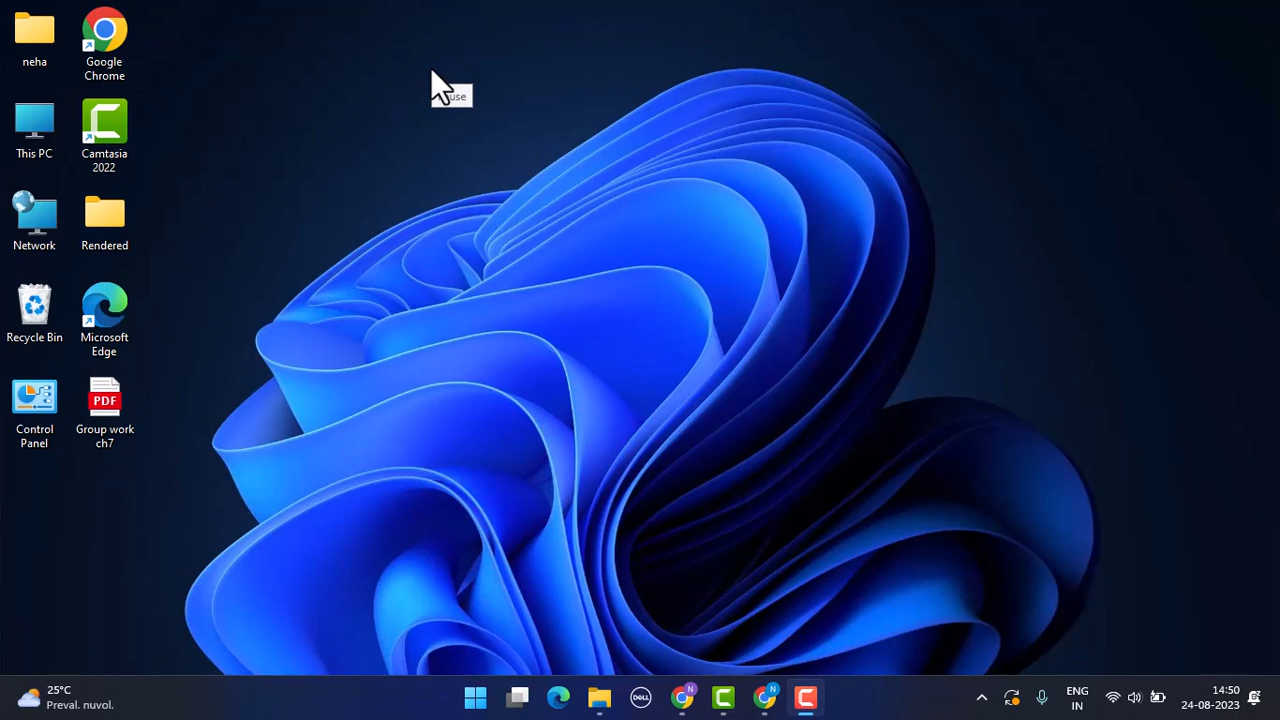 neha
Google
Chrome
This PC
Camtasia
2022
Network
Rendered
Recycle Bin
Microsoft
Edge
PDF
Control
Panel
Group work
ch7
25°C
Preval. nuvol.
DELL
N
N
ENG
IN
14:50
24-08-2023